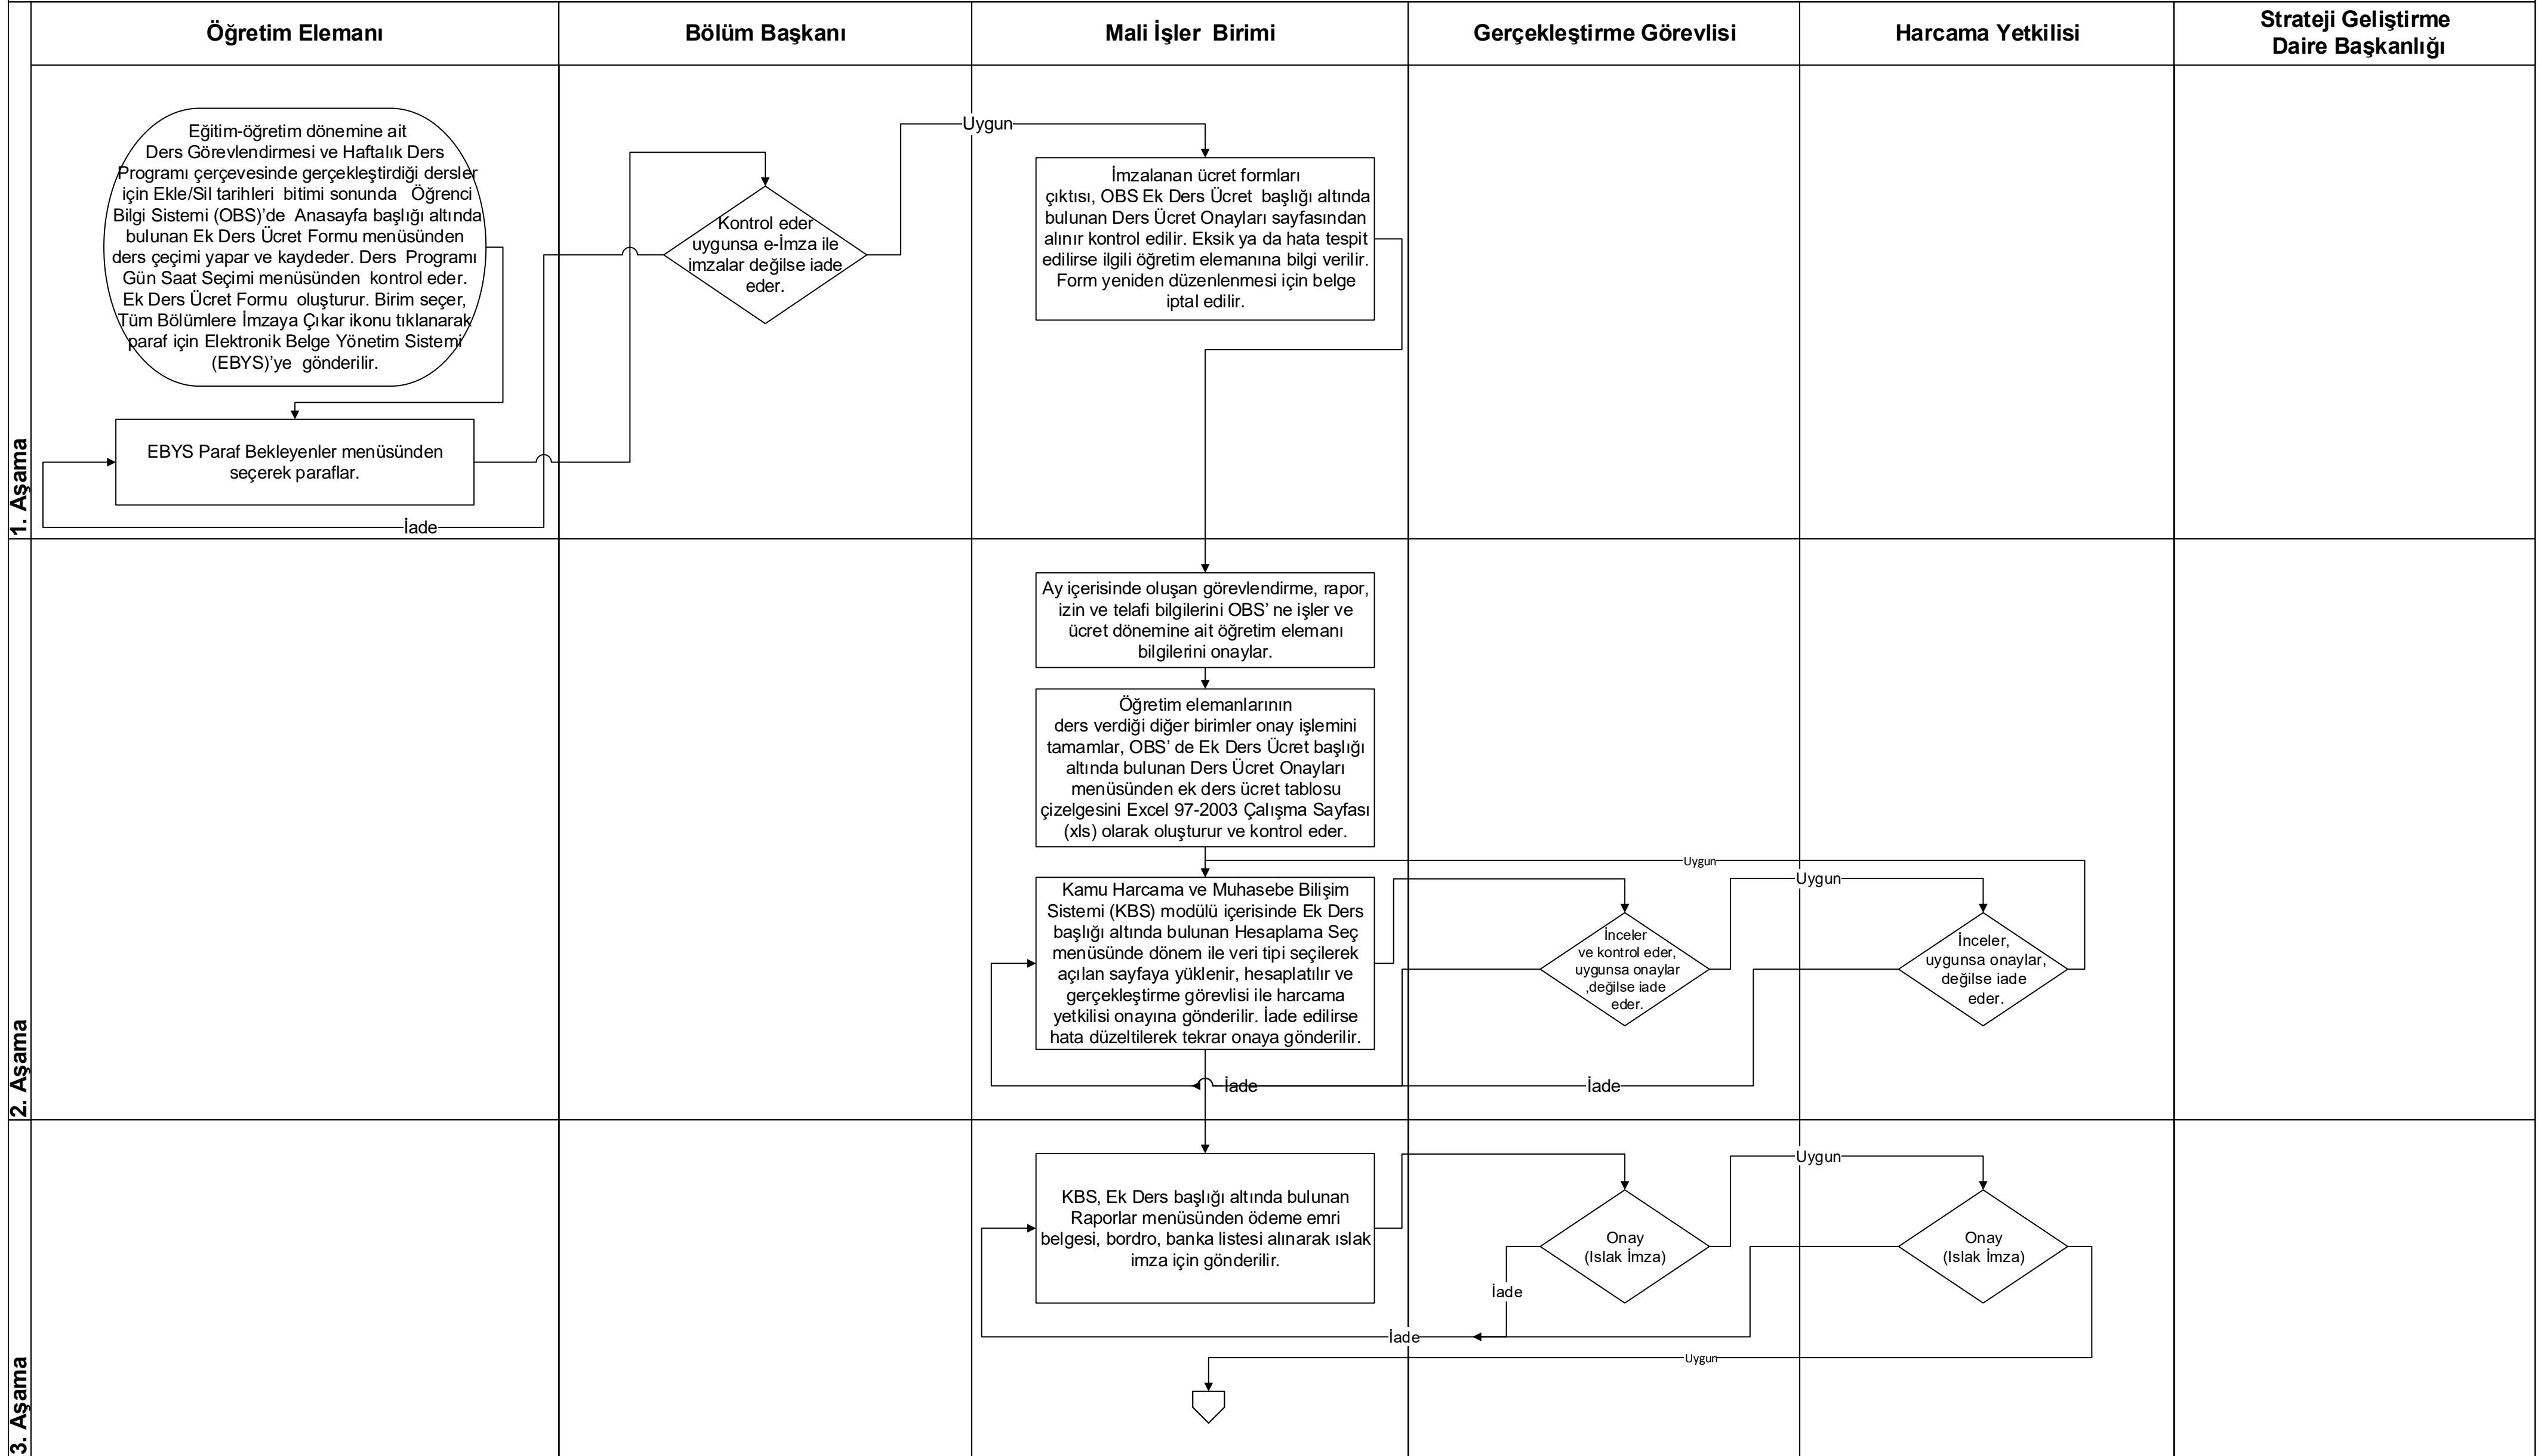 Öğretim Elemanı
Bölüm Başkanı
Mali İşler Birimi
Gerçekleştirme Görevlisi
Harcama Yetkilisi
Strateji Geliştirme
Daire Başkanlığı
1. Aşama
Eğitim-öğretim dönemine ait
Ders Görevlendirmesi ve Haftalık Ders
Programı çerçevesinde gerçekleştirdiği dersler
için Ekle/Sil tarihleri bitimi sonunda Öğrenci
Bilgi Sistemi (OBS)’de Anasayfa başlığı altında
bulunan Ek Ders Ücret Formu menüsünden
ders çeçimi yapar ve kaydeder. Ders Programı
Gün Saat Seçimi menüsünden kontrol eder.
Ek Ders Ücret Formu oluşturur. Birim seçer,
Tüm Bölümlere İmzaya Çıkar ikonu tıklanarak
paraf için Elektronik Belge Yönetim Sistemi
(EBYS)’ye gönderilir.
EBYS Paraf Bekleyenler menüsünden
seçerek paraflar.
İade
Kontrol eder
uygunsa e-İmza ile
imzalar değilse iade
eder.
Uygun
İmzalanan ücret formları
çıktısı, OBS Ek Ders Ücret başlığı altında
bulunan Ders Ücret Onayları sayfasından
alınır kontrol edilir. Eksik ya da hata tespit
edilirse ilgili öğretim elemanına bilgi verilir.
Form yeniden düzenlenmesi için belge
iptal edilir.
2. Aşama
Ay içerisinde oluşan görevlendirme, rapor,
izin ve telafi bilgilerini OBS’ ne işler ve
ücret dönemine ait öğretim elemanı
bilgilerini onaylar.
Öğretim elemanlarının
ders verdiği diğer birimler onay işlemini
tamamlar, OBS’ de Ek Ders Ücret başlığı
altında bulunan Ders Ücret Onayları
menüsünden ek ders ücret tablosu
çizelgesini Excel 97-2003 Çalışma Sayfası
(xls) olarak oluşturur ve kontrol eder.
Uygun
Kamu Harcama ve Muhasebe Bilişim
Sistemi (KBS) modülü içerisinde Ek Ders
başlığı altında bulunan Hesaplama Seç
menüsünde dönem ile veri tipi seçilerek
açılan sayfaya yüklenir, hesaplatılır ve
gerçekleştirme görevlisi ile harcama
yetkilisi onayına gönderilir. İade edilirse
hata düzeltilerek tekrar onaya gönderilir.
İnceler
ve kontrol eder,
uygunsa onaylar
,değilse iade
eder.
Uygun
İnceler,
uygunsa onaylar,
değilse iade
eder.
İade
İade
3. Aşama
KBS, Ek Ders başlığı altında bulunan
Raporlar menüsünden ödeme emri
belgesi, bordro, banka listesi alınarak ıslak
imza için gönderilir.
Onay
(Islak İmza)
Uygun
Onay
(Islak İmza)
İade
İade
Uygun